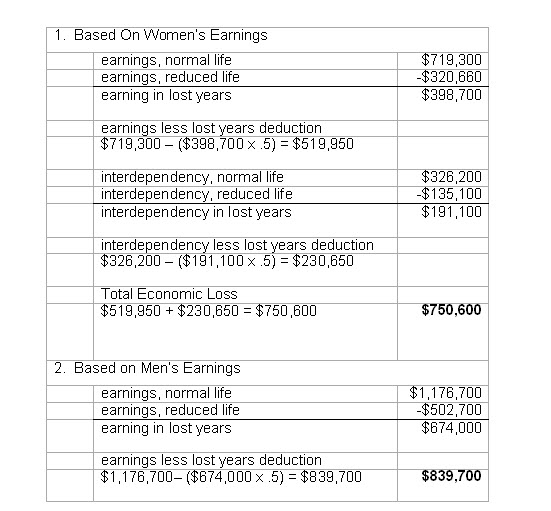 1. Based On Women's Earnings
earnings, normal life $719,300
earnings, reduced life -$320,660
earning in lost years $398,700
earnings less lost years deduction
$719,300 – ($398,700 x .5) = $519,950
interdependency, normal life $326,200
interdependency, reduced life -$135,100
interdependency in lost years $191,100
interdependency less lost years deduction
$326,200 – ($191,100 x .5) = $230,650
Total Economic Loss
$519,950 + $230,650 = $750,600 $750,600
2. Based on Men's Earnings
earnings, normal life $1,176,700
earnings, reduced life -$502,700
earning in lost years $674,000
earnings less lost years deduction
$1,176,700– ($674,000 x .5) = $839,700 $839,700